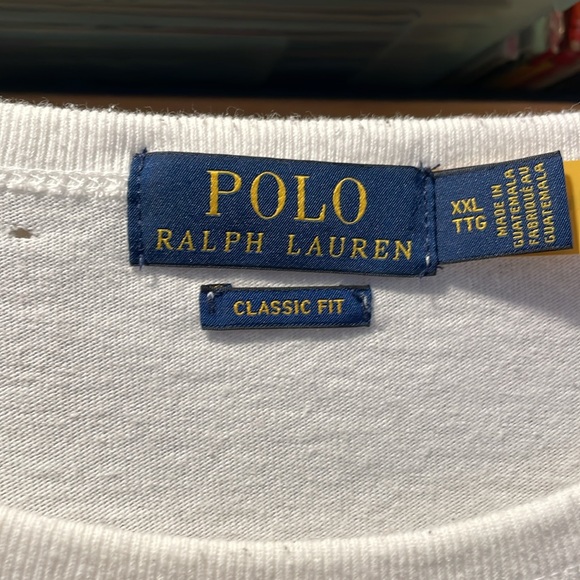 POLO
RALPH LAUREN
XXL
TTG
MADE IN
GUATEMALA
FABRIQUÉ AU
GUATEMALA
CLASSIC FIT